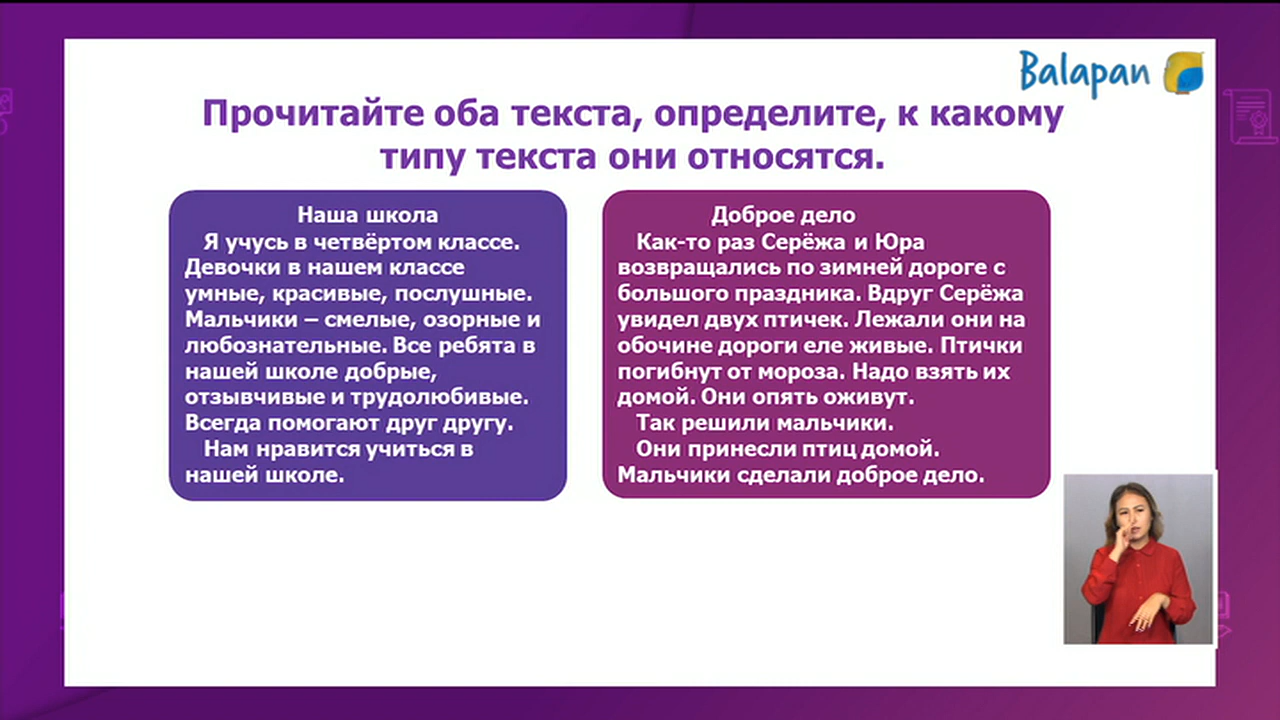 Balapan
Прочитайте оба текста, определите, к какому
типу текста они относятся.
Наша школа
Я учусь в четвёртом классе.
Девочки в нашем классе
умные, красивые, послушные.
Мальчики – смелые, озорные и
любознательные. Все ребята в
нашей школе добрые,
отзывчивые и трудолюбивые.
Всегда помогают друг другу.
Нам нравится учиться в
нашей школе.
Доброе дело
Как-то раз Серёжа и Юра
возвращались по зимней дороге с
большого праздника. Вдруг Серёжа
увидел двух птичек. Лежали они на
обочине дороги еле живые. Птички
погибнут от мороза. Надо взять их
домой. Они опять оживут.
Так решили мальчики.
Они принесли птиц домой.
Мальчики сделали доброе дело.